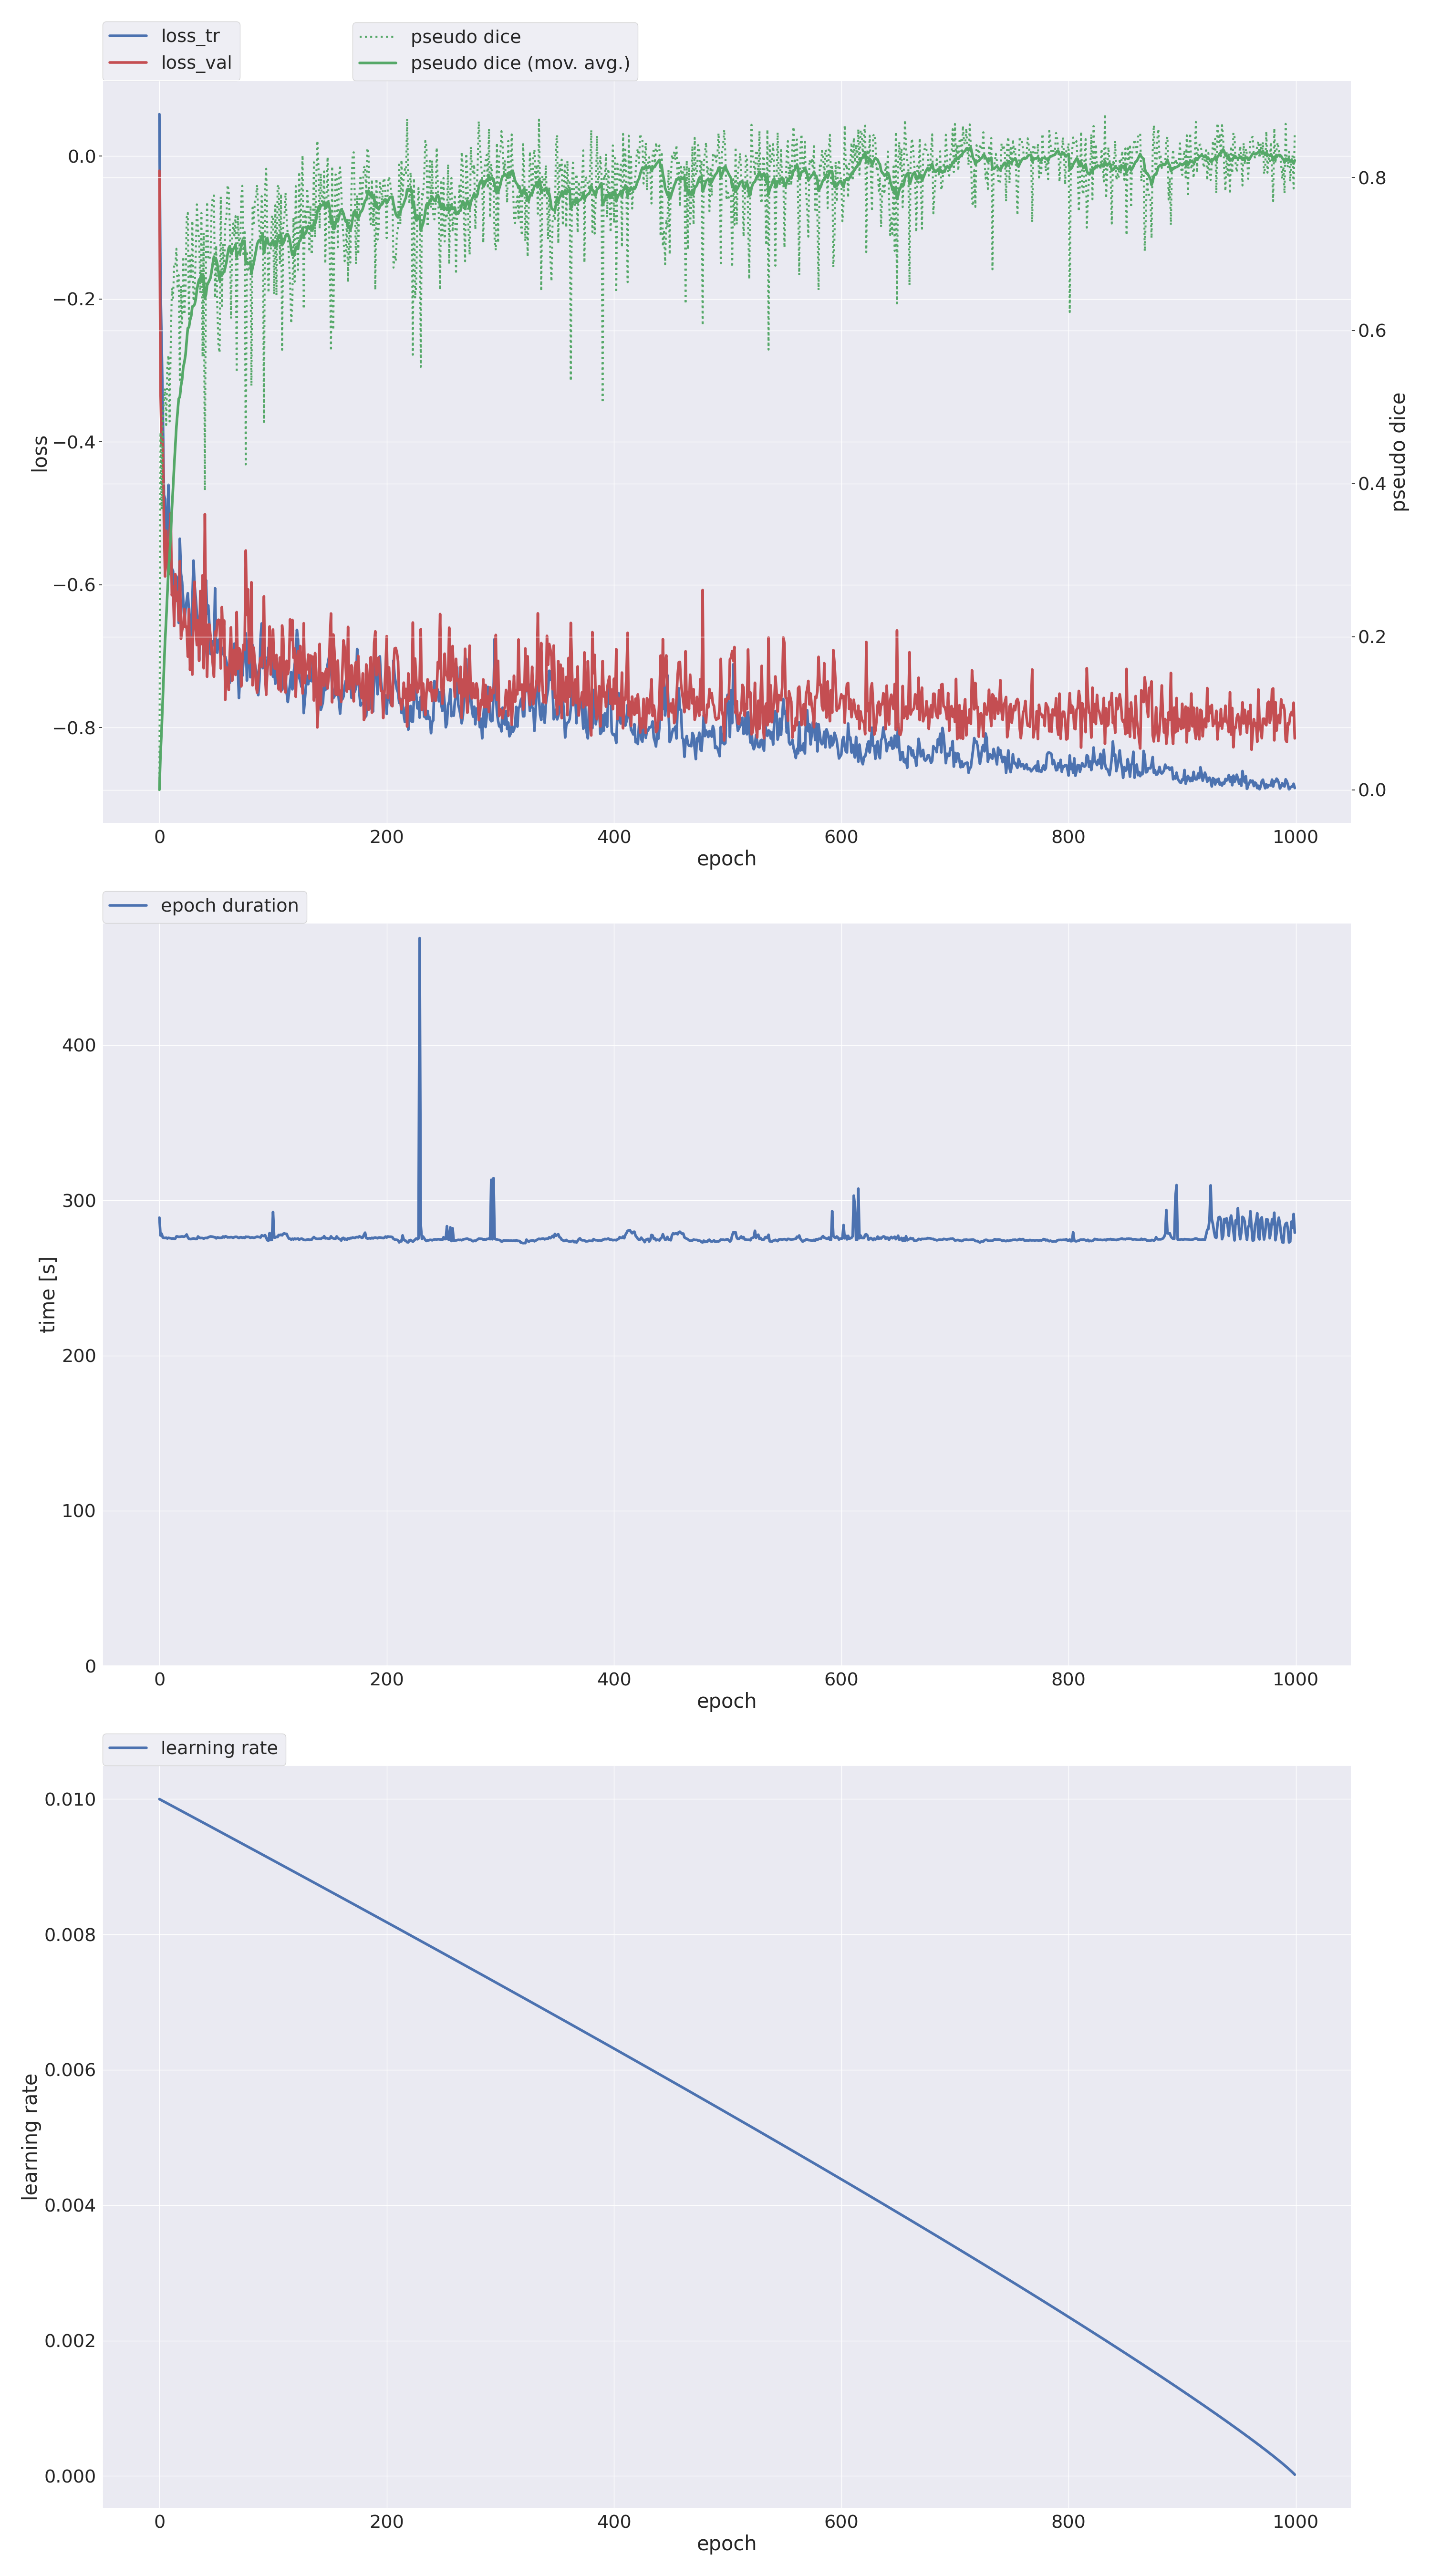 loss_tr
loss_val
pseudo dice
pseudo dice (mov. avg.)
0.0
−0.2
−0.4
−0.6
−0.8
loss
0.8
0.6
0.4
0.2
0.0
pseudo dice
0 200 400 600 800 1000
epoch
epoch duration
400
300
200
100
0
time [s]
0 200 400 600 800 1000
epoch
learning rate
0.010
0.008
0.006
0.004
0.002
0.000
learning rate
0 200 400 600 800 1000
epoch